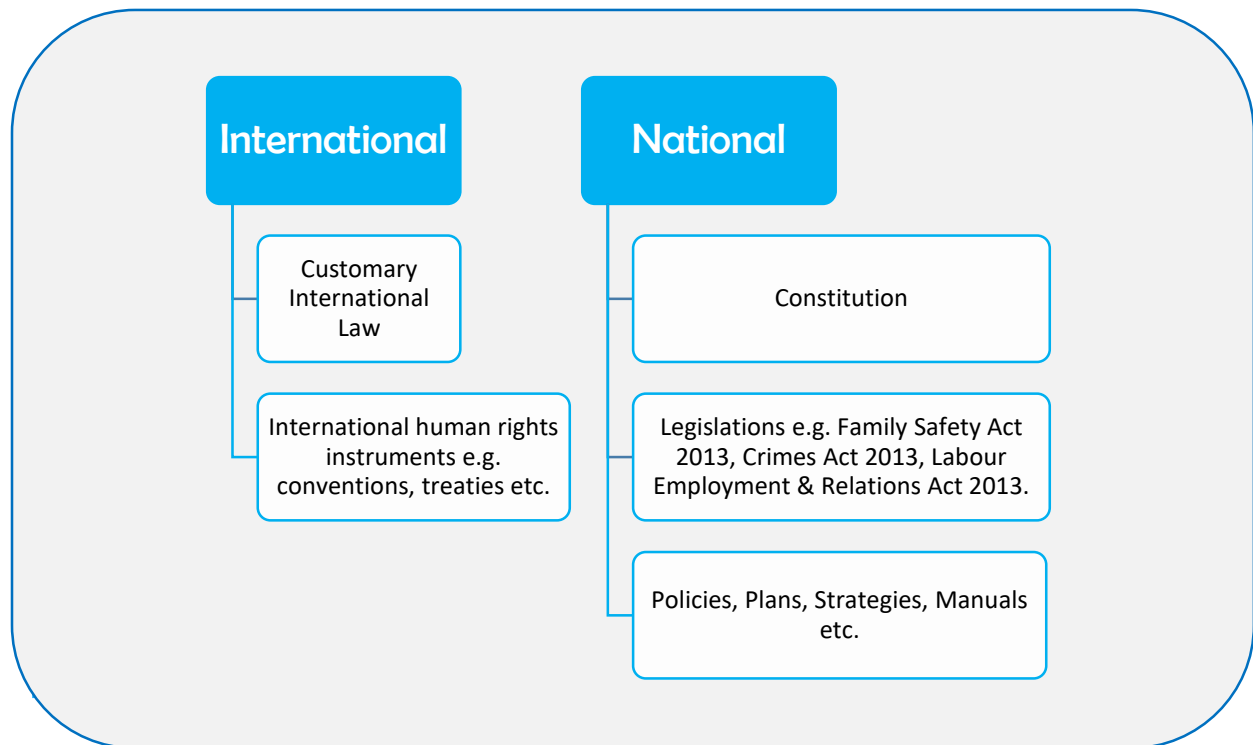 International
Customary
International
Law
International human rights
instruments e.g.
conventions, treaties etc.
National
Constitution
Legislations e.g. Family Safety Act
2013, Crimes Act 2013, Labour
Employment & Relations Act 2013.
Policies, Plans, Strategies, Manuals
etc.